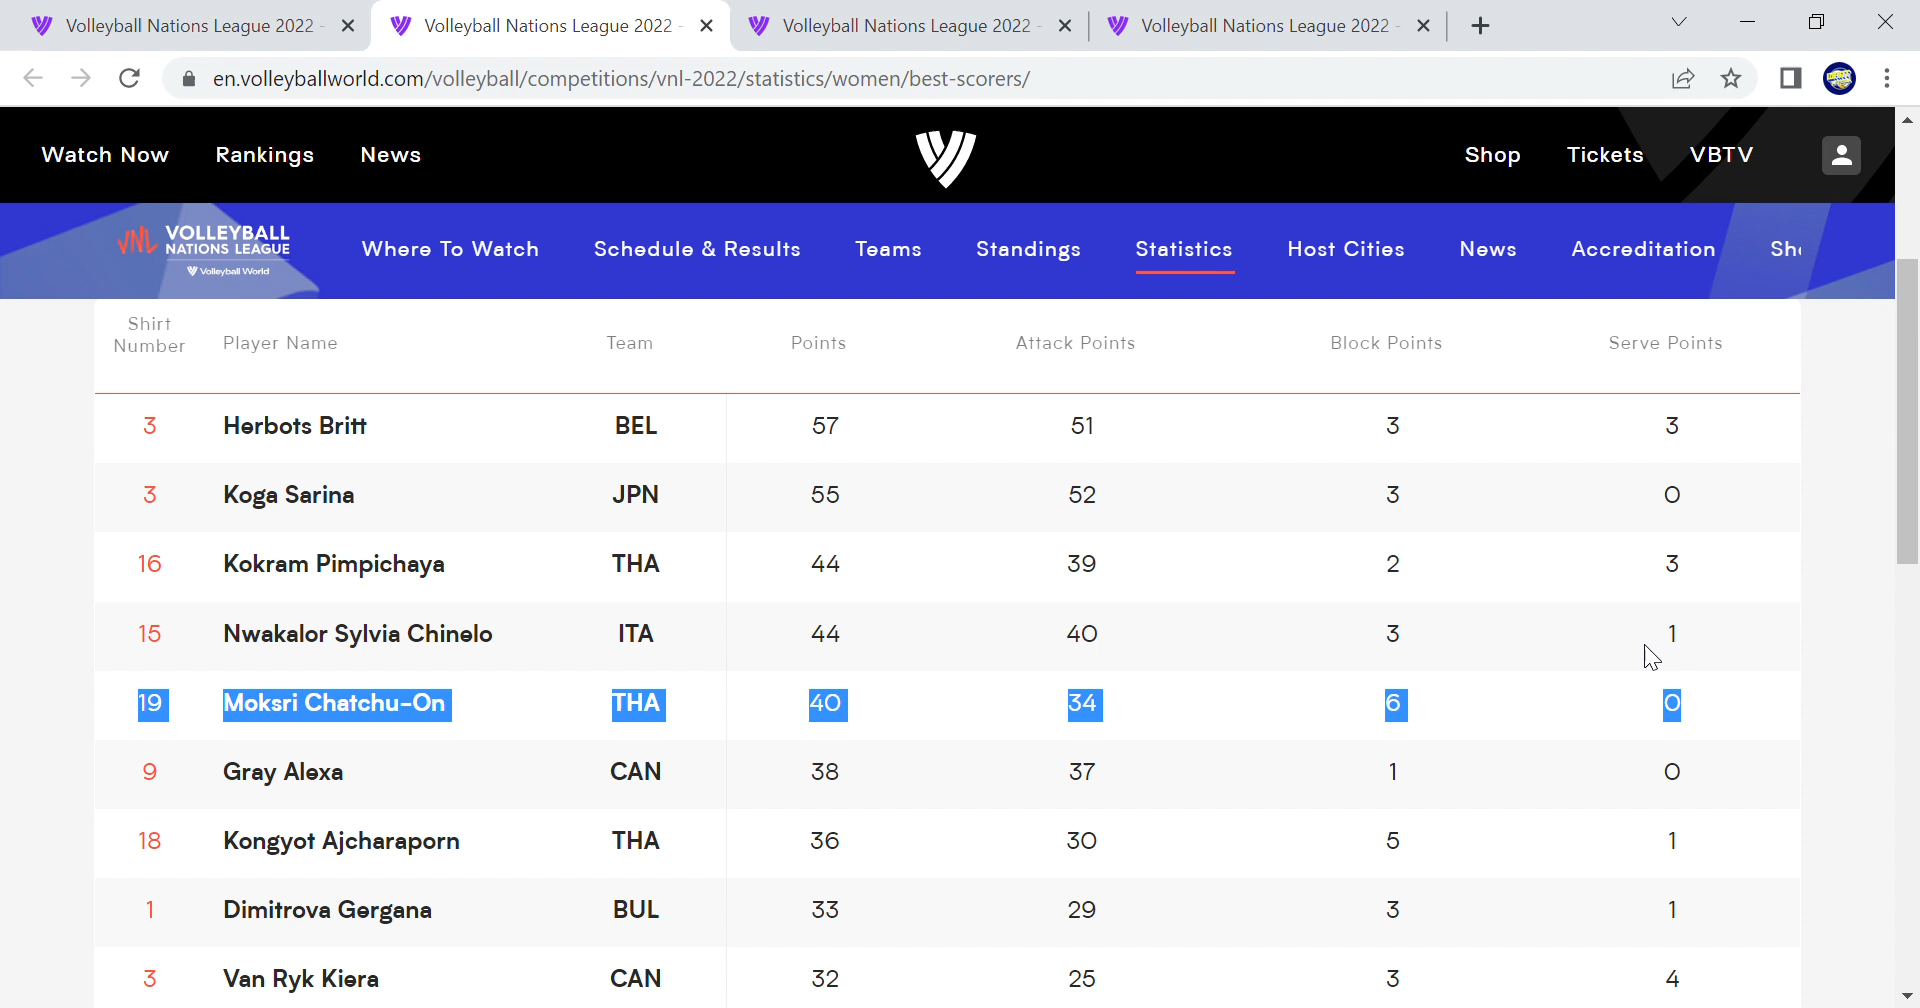 Volleyball Nations League 2022 -
Volleyball Nations League 2022 -
Volleyball Nations League 2022 -
Volleyball Nations League 2022 -
en.volleyballworld.com/volleyball/competitions/vnl-2022/statistics/women/best-scorers/
Watch Now Rankings News Shop Tickets VBTV
VNL VOLLEYBALL NATIONS LEAGUE
Volleyball World
Where To Watch Schedule & Results Teams Standings Statistics Host Cities News Accreditation Sh
Shirt Number Player Name Team Points Attack Points Block Points Serve Points
3 Herbots Britt BEL 57 51 3 3
3 Koga Sarina JPN 55 52 3 0
16 Kokram Pimpichaya THA 44 39 2 3
15 Nwakalor Sylvia Chinelo ITA 44 40 3 1
19 Moksri Chatchu-On THA 40 34 6 0
9 Gray Alexa CAN 38 37 1 0
18 Kongyot Ajcharaporn THA 36 30 5 1
1 Dimitrova Gergana BUL 33 29 3 1
3 Van Ryk Kiera CAN 32 25 3 4